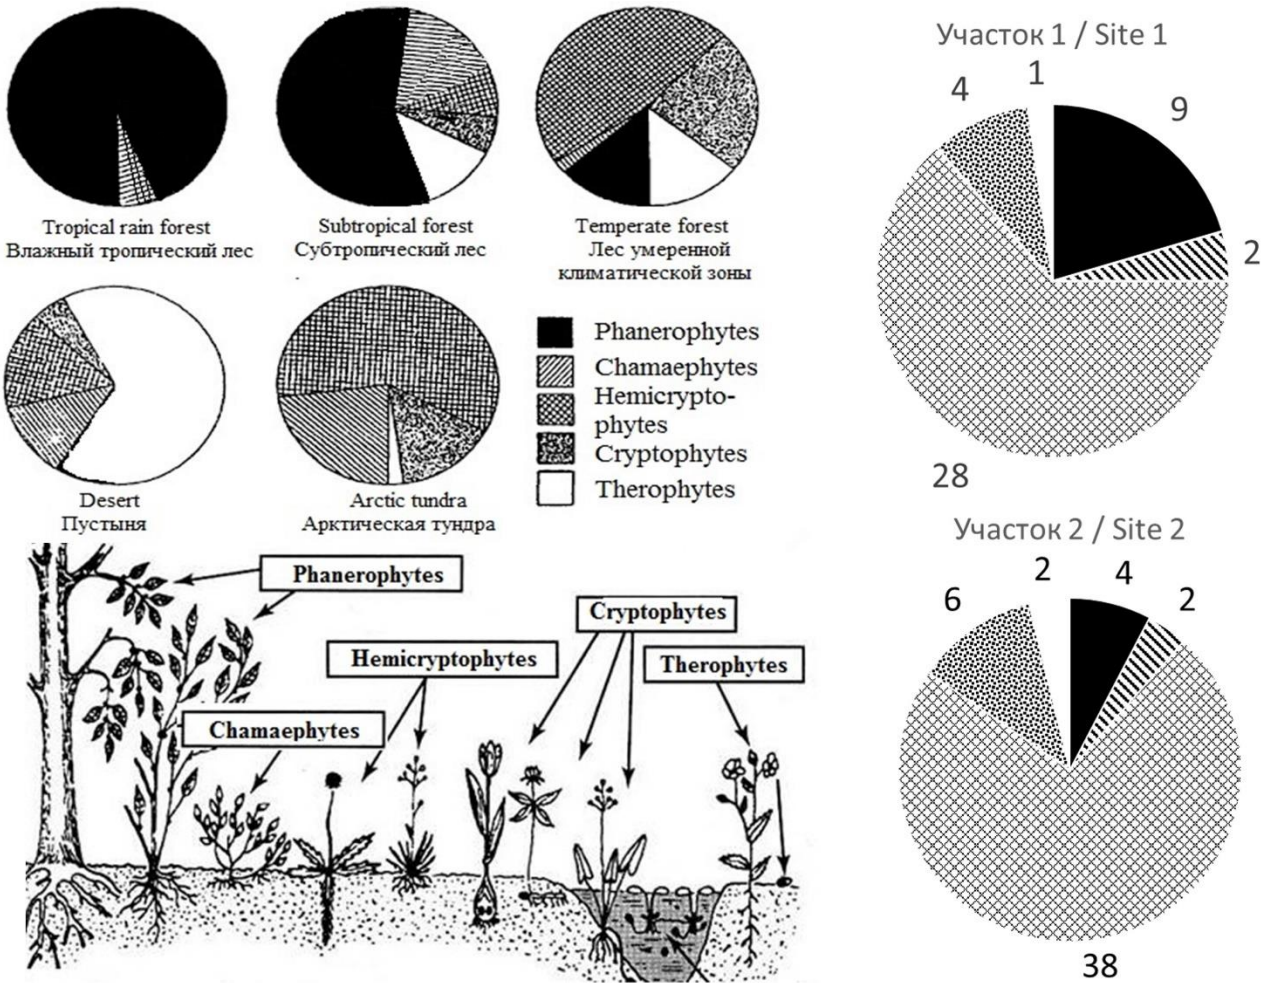 Tropical rain forest
Влажный тропический лес
Subtropical forest
Субтропический лес
Temperate forest
Лес умеренной
климатической зоны
Desert
Пустыня
Arctic tundra
Арктическая тундра
Phanerophytes
Chamaephytes
Hemicrypto-
phytes
Cryptophytes
Therophytes
Phanerophytes
Cryptophytes
Hemicryptophytes
Therophytes
Chamaephytes
Участок 1 / Site 1
1
4
9
2
28
Участок 2 / Site 2
2
4
6
2
38